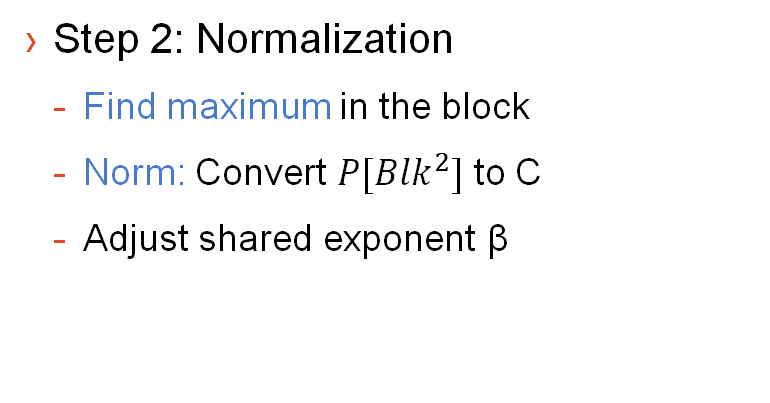 › Step 2: Normalization
- Find maximum in the block
- Norm: Convert P[Blk²] to C
- Adjust shared exponent β